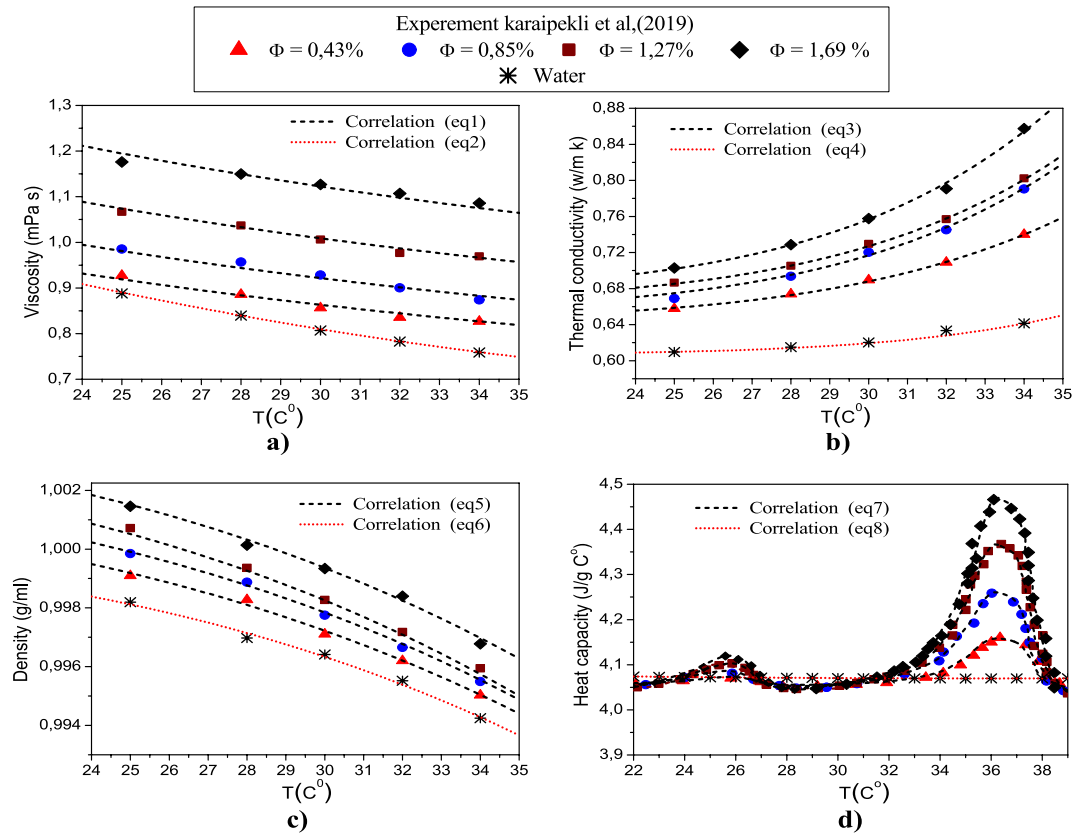 Experement karaipekli et al,(2019)
Φ = 0,43% Φ = 0,85% Φ = 1,27% Φ = 1,69 %
Water
1,3
1,2
1,1
1,0
0,9
0,8
0,7
Viscosity (mPa s)
Correlation (eq1)
Correlation (eq2)
24 25 26 27 28 29 30 31 32 33 34 35
T(C⁰)
a)
0,88
0,84
0,80
0,76
0,72
0,68
0,64
0,60
Thermal conductivity (w/m k)
Correlation (eq3)
Correlation (eq4)
24 25 26 27 28 29 30 31 32 33 34 35
T(C⁰)
b)
1,002
1,000
0,998
0,996
0,994
Density (g/ml)
Correlation (eq5)
Correlation (eq6)
24 25 26 27 28 29 30 31 32 33 34 35
T(C⁰)
c)
4,5
4,4
4,3
4,2
4,1
4,0
3,9
Heat capacity (J/g C⁰)
Correlation (eq7)
Correlation (eq8)
22 24 26 28 30 32 34 36 38
T(C⁰)
d)